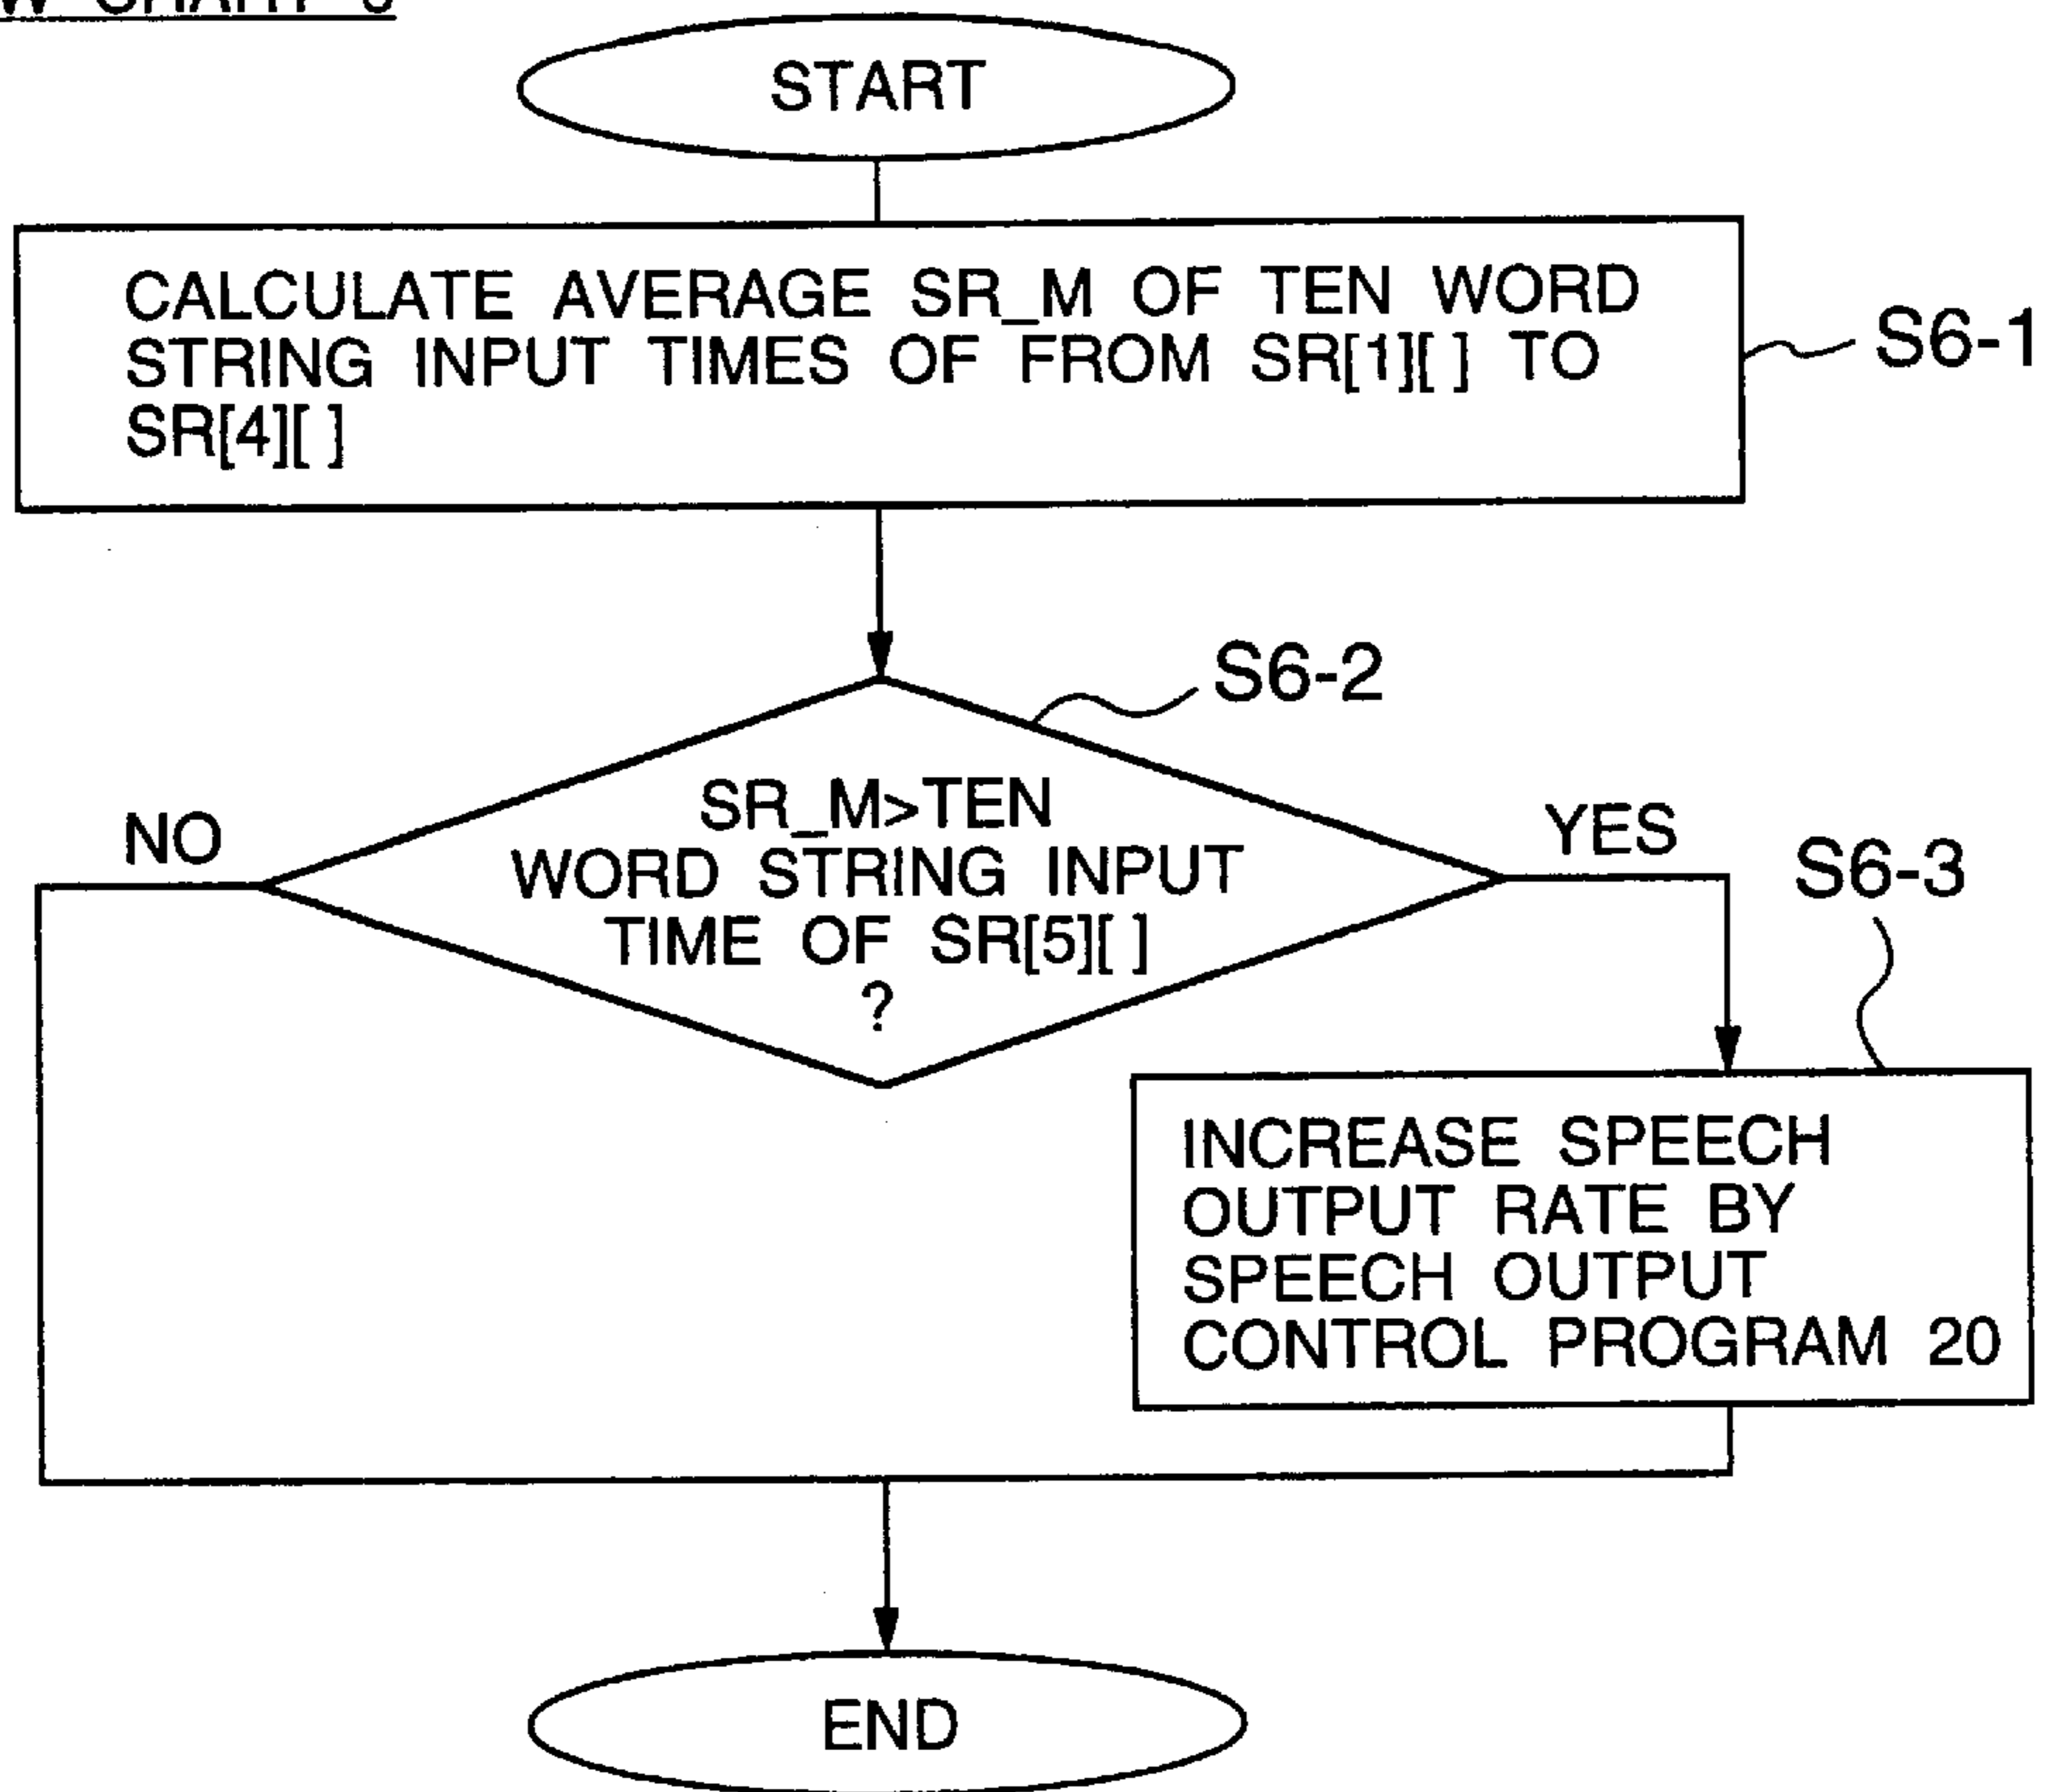 CHART
START
CALCULATE AVERAGE SR_M OF TEN WORD
STRING INPUT TIMES OF FROM SR[1][ ] TO
SR[4][ ]
S6-1
S6-2
SR_M>TEN
WORD STRING INPUT
TIME OF SR[5][ ]
?
NO
YES
S6-3
INCREASE SPEECH
OUTPUT RATE BY
SPEECH OUTPUT
CONTROL PROGRAM 20
END